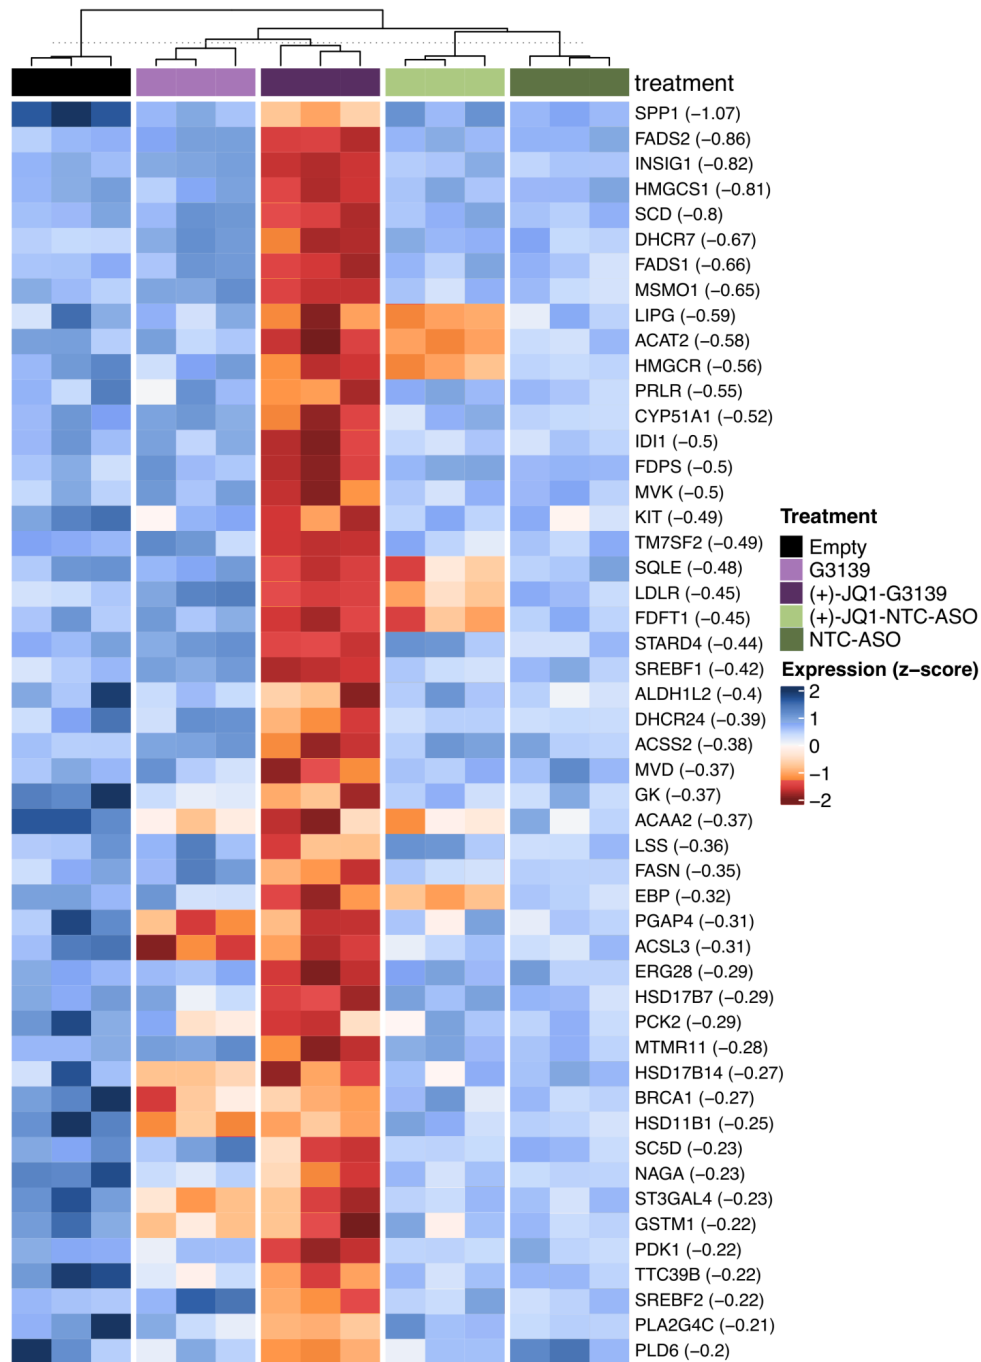 treatment
SPP1 (−1.07)
FADS2 (−0.86)
INSIG1 (−0.82)
HMGCS1 (−0.81)
SCD (−0.8)
DHCR7 (−0.67)
FADS1 (−0.66)
MSMO1 (−0.65)
LIPG (−0.59)
ACAT2 (−0.58)
HMGCR (−0.56)
PRLR (−0.55)
CYP51A1 (−0.52)
IDI1 (−0.5)
FDPS (−0.5)
MVK (−0.5)
KIT (−0.49)
TM7SF2 (−0.49)
SQLE (−0.48)
LDLR (−0.45)
FDFT1 (−0.45)
STARD4 (−0.44)
SREBF1 (−0.42)
ALDH1L2 (−0.4)
DHCR24 (−0.39)
ACSS2 (−0.38)
MVD (−0.37)
GK (−0.37)
ACAA2 (−0.37)
LSS (−0.36)
FASN (−0.35)
EBP (−0.32)
PGAP4 (−0.31)
ACSL3 (−0.31)
ERG28 (−0.29)
HSD17B7 (−0.29)
PCK2 (−0.29)
MTMR11 (−0.28)
HSD17B14 (−0.27)
BRCA1 (−0.27)
HSD11B1 (−0.25)
SC5D (−0.23)
NAGA (−0.23)
ST3GAL4 (−0.23)
GSTM1 (−0.22)
PDK1 (−0.22)
TTC39B (−0.22)
SREBF2 (−0.22)
PLA2G4C (−0.21)
PLD6 (−0.2)
Treatment
Empty
G3139
(+)-JQ1-G3139
(+)-JQ1-NTC-ASO
NTC-ASO
Expression (z−score)
2
1
0
−1
−2